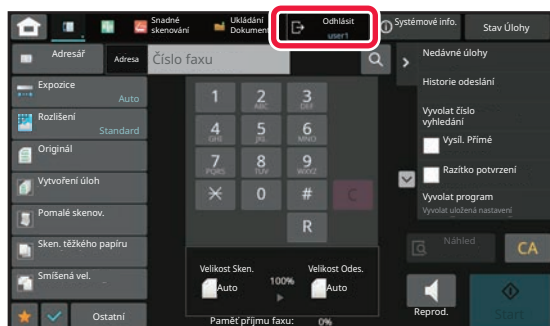 Snadné
skenování
Ukládání
Dokument
Odhlásit
user1
Systémové info.
Stav Úlohy
Adresář
Adresa
Číslo faxu
Nedávné úlohy
Expozice
Auto
Historie odeslání
Rozlišení
Standard
Vyvolat číslo
vyhledání
Originál
Vysíl. Přímé
Vytvoření úloh
Razítko potvrzení
Pomalé skenov.
Vyvolat program
Vyvolat uložená nastavení
Sken. těžkého papíru
Smíšená vel.
Ostatní
1
2
ABC
3
DEF
4
GHI
5
JKL
6
MNO
7
PQRS
8
TUV
9
WXYZ
0
#
C
R
Velikost Sken.
Auto
100%
Velikost Odes.
Auto
Paměť příjmu faxu: 0%
Náhled
CA
Reprod.
Start